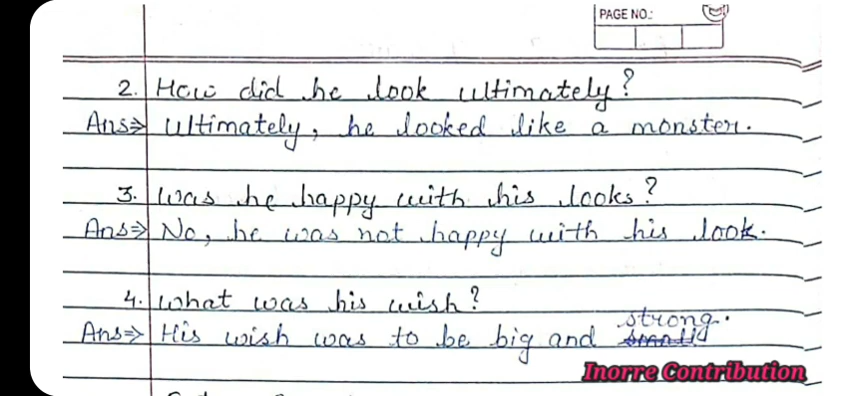 PAGE NO.:
2. How did he look ultimately?
Ans⇒ Ultimately, he looked like a monster.
3. Was he happy with his looks?
Ans⇒ No, he was not happy with his look.
4. What was his wish?
Ans⇒ His wish was to be big and strong.
Inorre Contribution